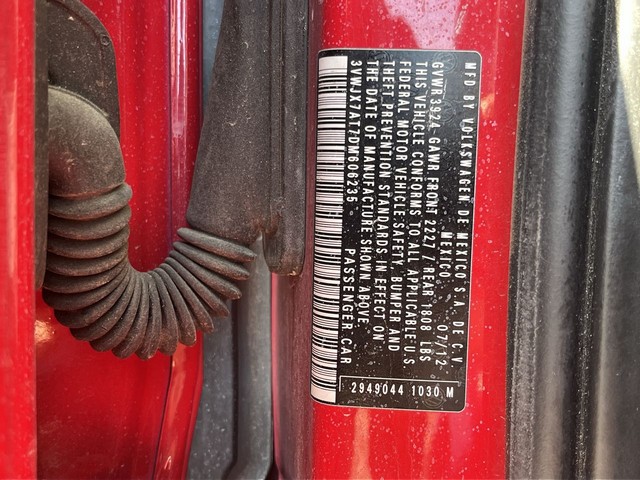 MFD BY VOLKSWAGEN DE MEXICO S.A. DE C.V.
MEXICO 07/12
GVWR 3924-GAWR FRONT 2227 / REAR 1808 LBS
THIS VEHICLE CONFORMS TO ALL APPLICABLE U.S
FEDERAL MOTOR VEHICLE-SAFETY, BUMPER AND
THEFT PREVENTION STANDARDS IN EFFECT ON
THE DATE OF MANUFACTURE SHOWN ABOVE.
3VWJX7AT7DM606235 PASSENGER CAR
2949044 1030 M